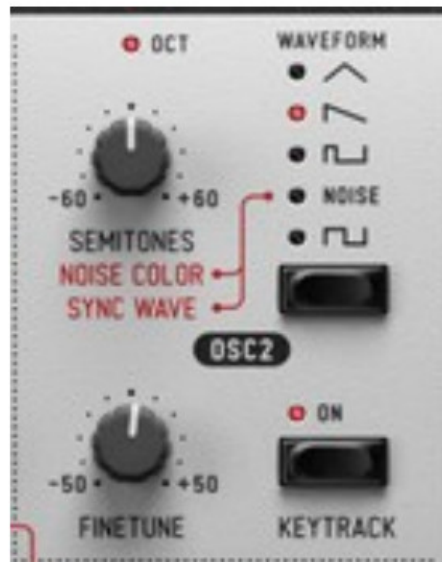 OCT
WAVEFORM
-60 +60
NOISE
SEMITONES
NOISE COLOR
SYNC WAVE
OSC2
ON
-50 +50
FINETUNE
KEYTRACK